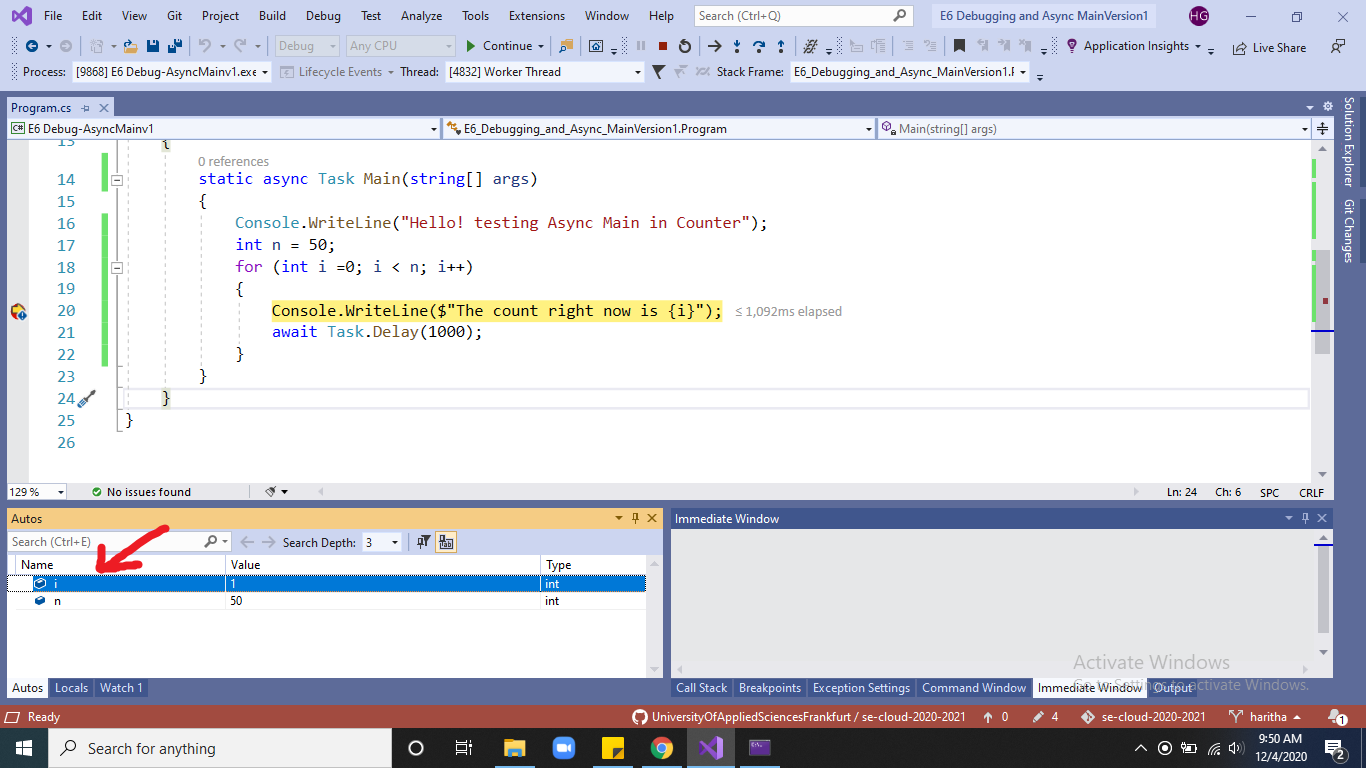 File Edit View Git Project Build Debug Test Analyze Tools Extensions Window Help Search (Ctrl+Q) E6 Debugging and Async MainVersion1 HG
Debug Any CPU Continue Application Insights Live Share
Process: [9868] E6 Debug-AsyncMainv1.exe Lifecycle Events Thread: [4832] Worker Thread Stack Frame: E6_Debugging_and_Async_MainVersion1.F
Program.cs
C# E6 Debug-AsyncMainv1 E6_Debugging_and_Async_MainVersion1.Program Main(string[] args)
Solution Explorer
Git Changes
13 {
0 references
14 static async Task Main(string[] args)
15 {
16 Console.WriteLine("Hello! testing Async Main in Counter");
17 int n = 50;
18 for (int i =0; i < n; i++)
19 {
20 Console.WriteLine($"The count right now is {i}"); ≤ 1,092ms elapsed
21 await Task.Delay(1000);
22 }
23 }
24 }
25 }
26
129 % No issues found Ln: 24 Ch: 6 SPC CRLF
Autos
Search (Ctrl+E) Search Depth: 3
Name Value Type
i 1 int
n 50 int
Autos Locals Watch 1
Immediate Window
Activate Windows
Go to Settings to activate Windows.
Call Stack Breakpoints Exception Settings Command Window Immediate Window Output
Ready UniversityOfAppliedSciencesFrankfurt / se-cloud-2020-2021 0 4 se-cloud-2020-2021 haritha 1
Search for anything
9:50 AM
12/4/2020
2